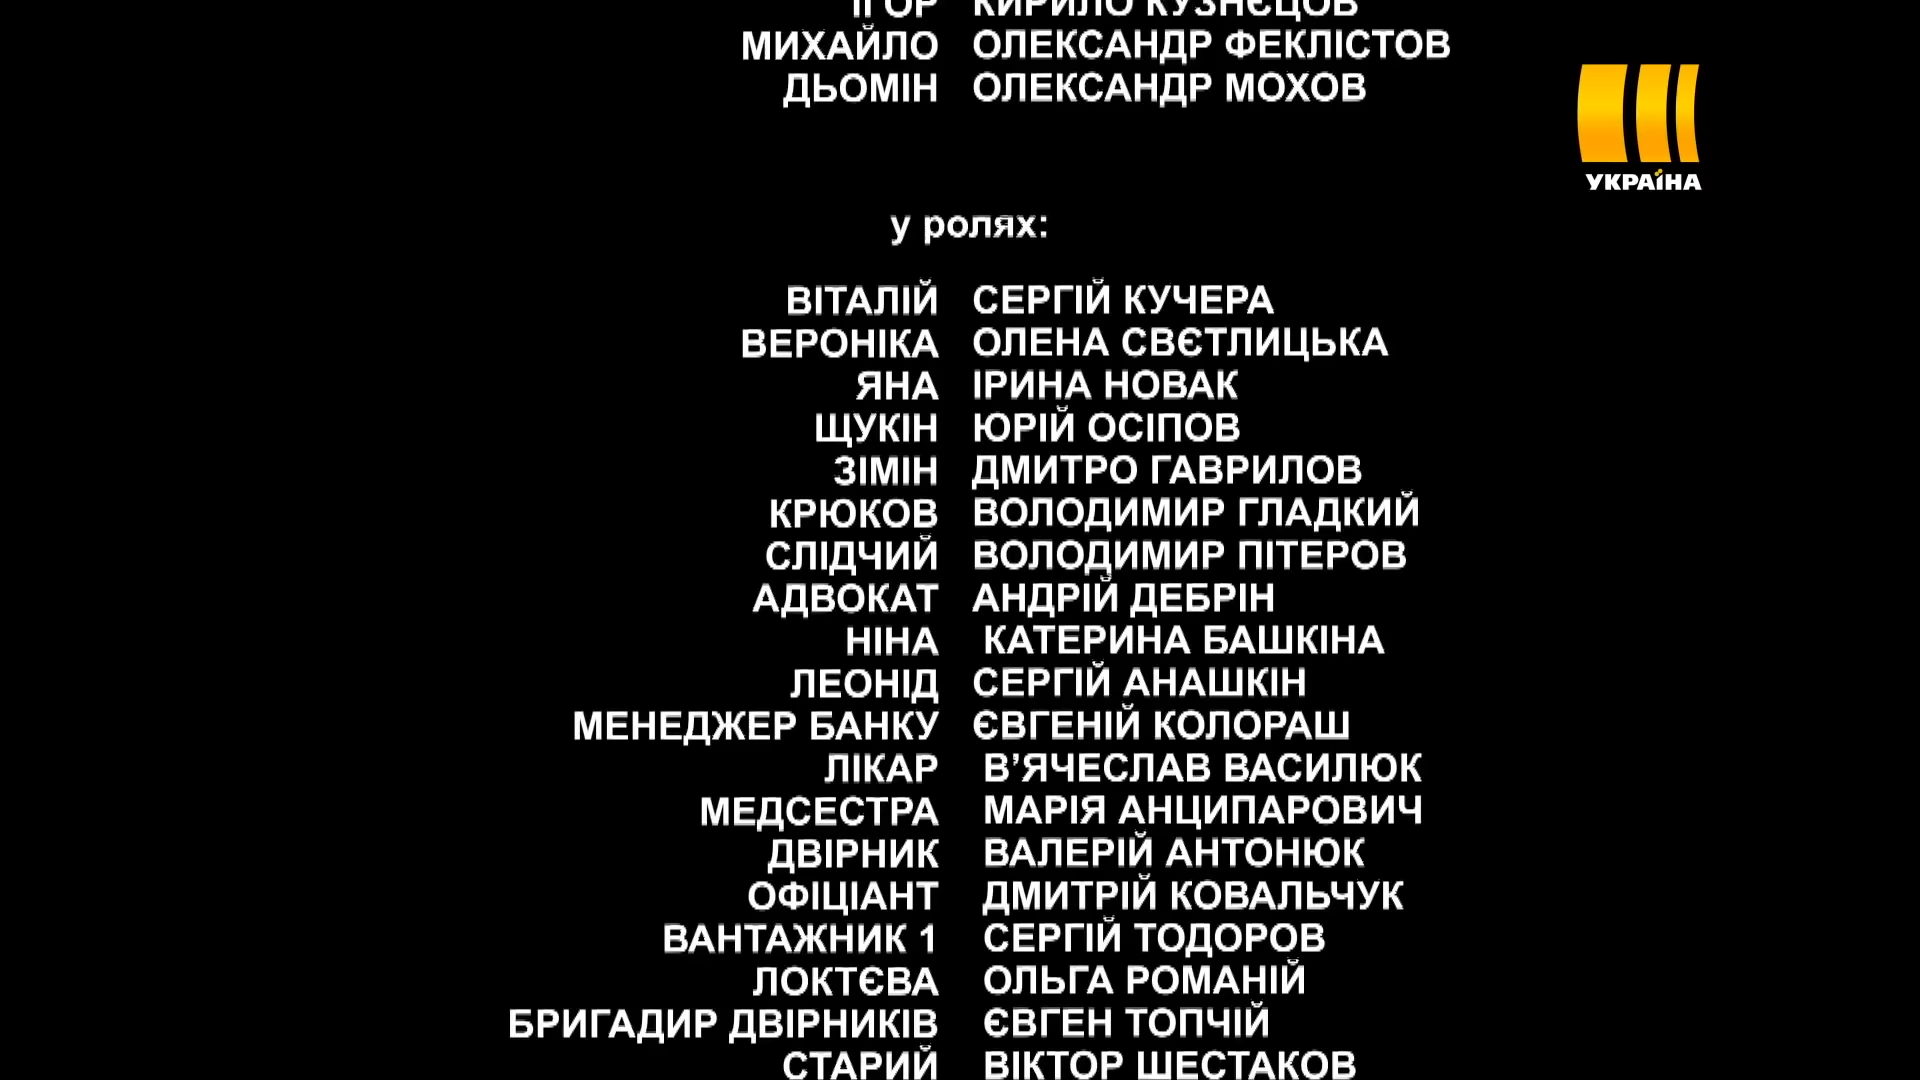 ІГОР КИРИЛО КУЗНЄЦОВ
МИХАЙЛО ОЛЕКСАНДР ФЕКЛІСТОВ
ДЬОМІН ОЛЕКСАНДР МОХОВ
УКРАЇНА
у ролях:
ВІТАЛІЙ СЕРГІЙ КУЧЕРА
ВЕРОНІКА ОЛЕНА СВЄТЛИЦЬКА
ЯНА ІРИНА НОВАК
ЩУКІН ЮРІЙ ОСІПОВ
ЗІМІН ДМИТРО ГАВРИЛОВ
КРЮКОВ ВОЛОДИМИР ГЛАДКИЙ
СЛІДЧИЙ ВОЛОДИМИР ПІТЕРОВ
АДВОКАТ АНДРІЙ ДЕБРІН
НІНА КАТЕРИНА БАШКІНА
ЛЕОНІД СЕРГІЙ АНАШКІН
МЕНЕДЖЕР БАНКУ ЄВГЕНІЙ КОЛОРАШ
ЛІКАР В’ЯЧЕСЛАВ ВАСИЛЮК
МЕДСЕСТРА МАРІЯ АНЦИПАРОВИЧ
ДВІРНИК ВАЛЕРІЙ АНТОНЮК
ОФІЦІАНТ ДМИТРІЙ КОВАЛЬЧУК
ВАНТАЖНИК 1 СЕРГІЙ ТОДОРОВ
ЛОКТЄВА ОЛЬГА РОМАНІЙ
БРИГАДИР ДВІРНИКІВ ЄВГЕН ТОПЧІЙ
СТАРИЙ ВІКТОР ШЕСТАКОВ